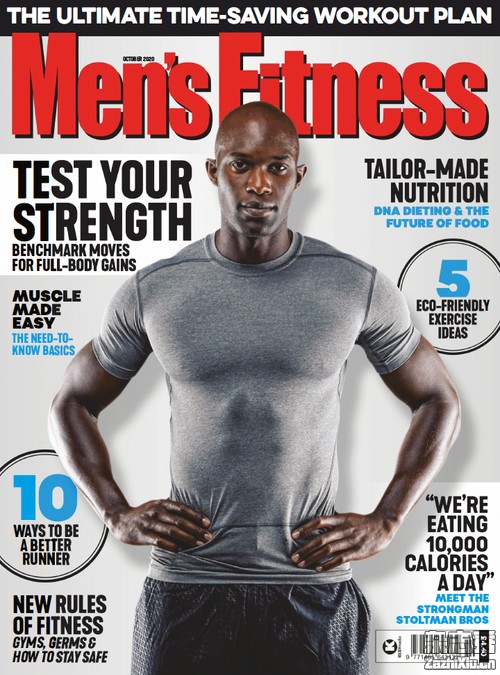 THE ULTIMATE TIME-SAVING WORKOUT PLAN
OCTOBER 2020
Men's Fitness
TEST YOUR
STRENGTH
BENCHMARK MOVES
FOR FULL-BODY GAINS
MUSCLE
MADE
EASY
THE NEED-TO-
KNOW BASICS
10
WAYS TO BE
A BETTER
RUNNER
NEW RULES
OF FITNESS
GYMS, GERMS &
HOW TO STAY SAFE
TAILOR-MADE
NUTRITION
DNA DIETING & THE
FUTURE OF FOOD
5
ECO-FRIENDLY
EXERCISE
IDEAS
“WE’RE
EATING
10,000
CALORIES
A DAY”
MEET THE
STRONGMAN
STOLTMAN BROS